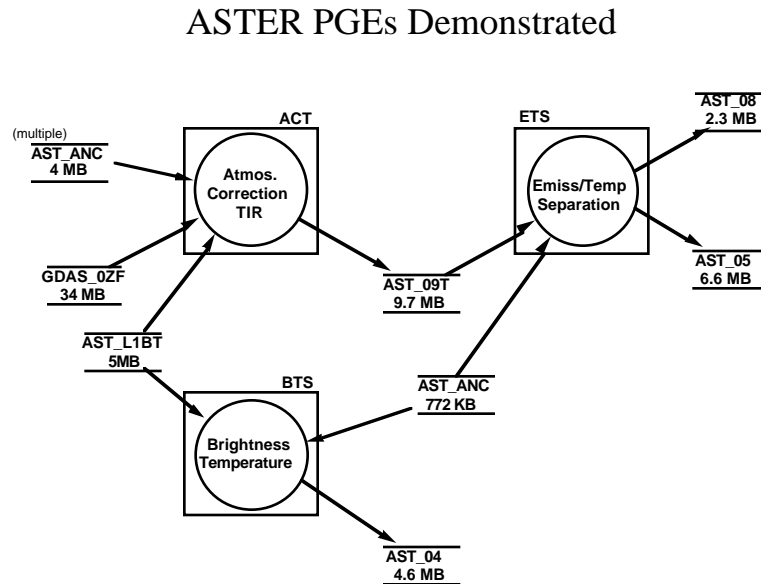 ASTER PGEs Demonstrated
ACT
ETS
AST_08
2.3 MB
(multiple)
AST_ANC
4 MB
Atmos.
Correction
TIR
Emiss/Temp
Separation
GDAS_0ZF
34 MB
AST_09T
9.7 MB
AST_05
6.6 MB
AST_L1BT
5MB
BTS
AST_ANC
772 KB
Brightness
Temperature
AST_04
4.6 MB